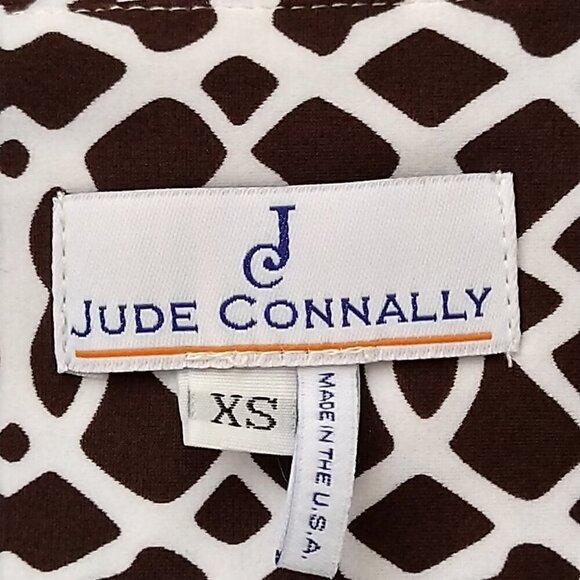 JC
JUDE CONNALLY
XS
MADE IN THE U.S.A.